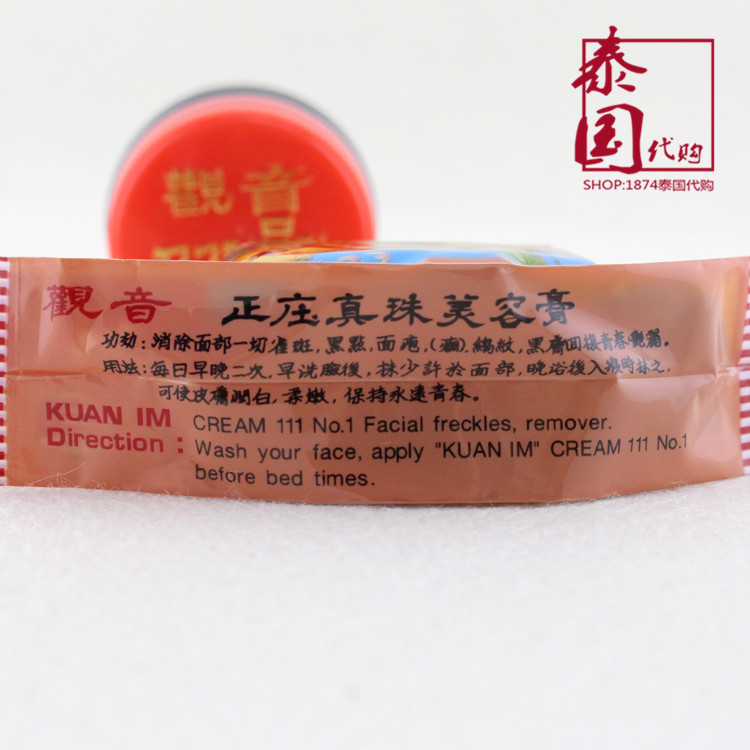 泰国代购
SHOP:1874泰国代购
觀音
觀音 正庄真珠美容膏
功効:消除面部一切雀斑,黑點,面疱,皺紋,黑膚回復青春艷麗。
用法:每日早晚二次,早洗臉後,抹少許於面部,晚浴後入寢時抹之,
可使皮膚潤白,柔嫩,保持永遠青春。
KUAN IM CREAM 111 No.1 Facial freckles, remover.
Direction : Wash your face, apply "KUAN IM" CREAM 111 No.1
before bed times.